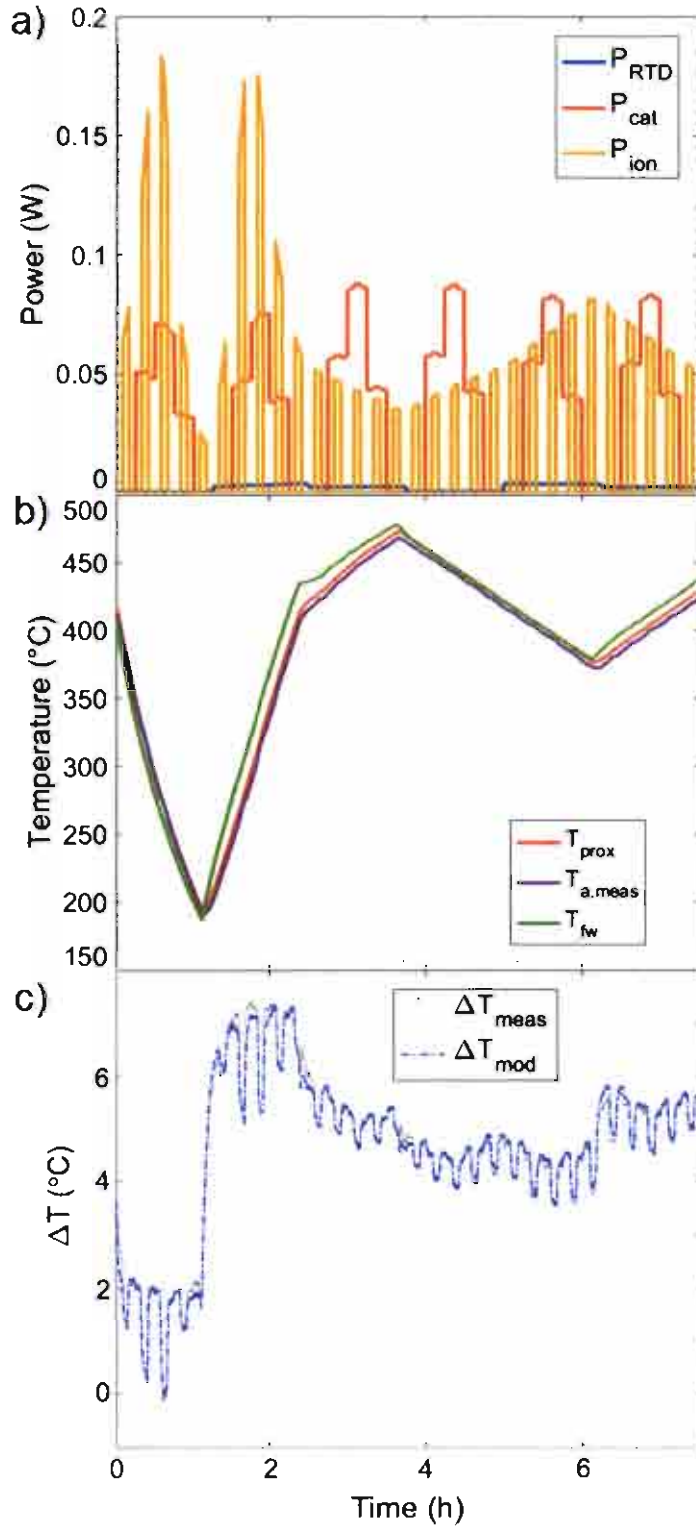 a)
0.2
0.15
0.1
0.05
0
Power (W)
P_RTD
P_cat
P_ion
b)
500
450
400
350
300
250
200
150
Temperature (°C)
T_prox
T_a,meas
T_fw
c)
6
4
2
0
ΔT (°C)
ΔT_meas
ΔT_mod
0 2 4 6
Time (h)